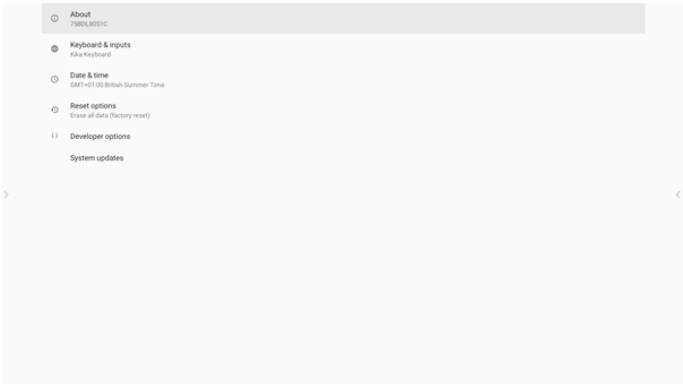 About
75BDL8051C
Keyboard & inputs
Kika Keyboard
Date & time
GMT+01:00 British Summer Time
Reset options
Erase all data (factory reset)
Developer options
System updates